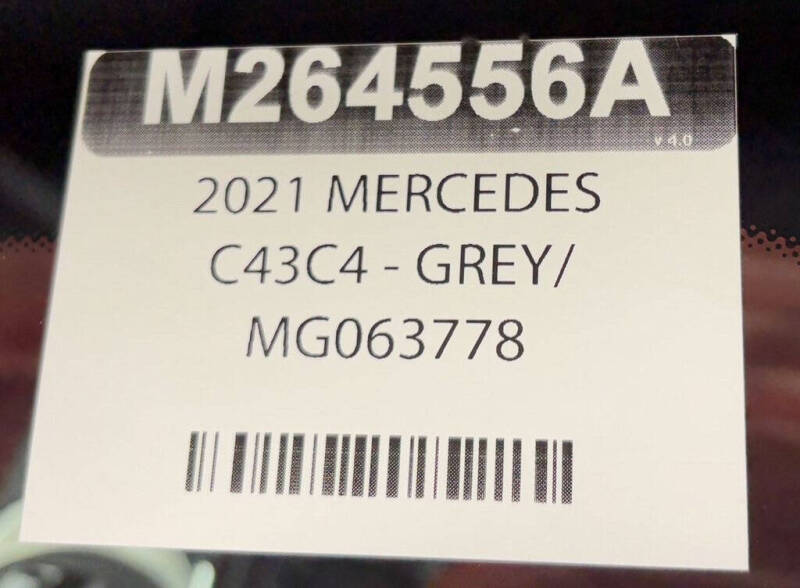 M264556A
v 4.0
2021 MERCEDES
C43C4 - GREY/
MG063778